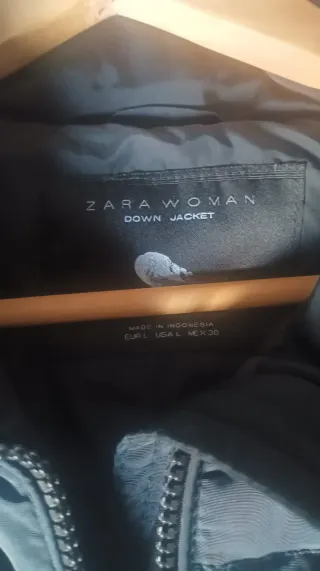 ZARA WOMAN
DOWN JACKET
MADE IN INDONESIA
EUR L USA L MEX 30